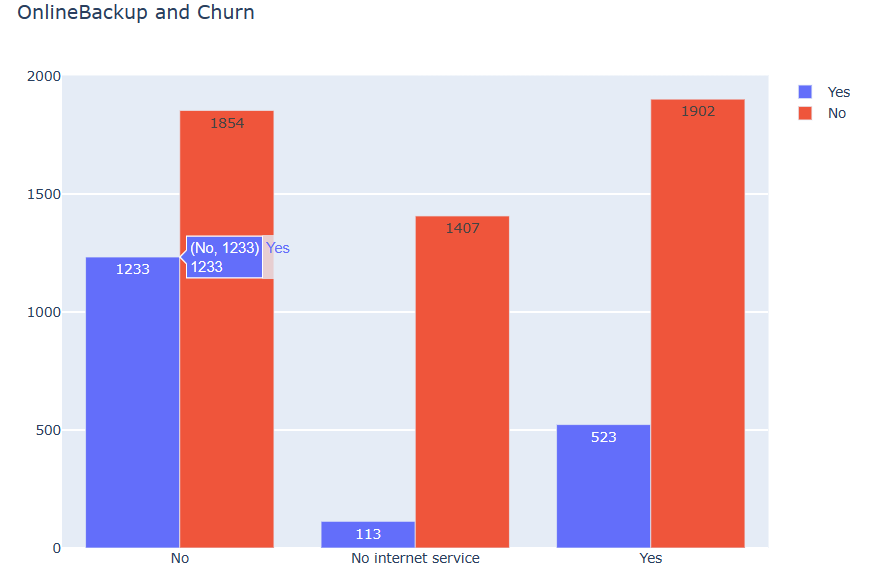 OnlineBackup and Churn
2000
1500
1000
500
0
Yes
No
1854
1902
1407
(No, 1233) Yes
1233
1233
523
113
No
No internet service
Yes